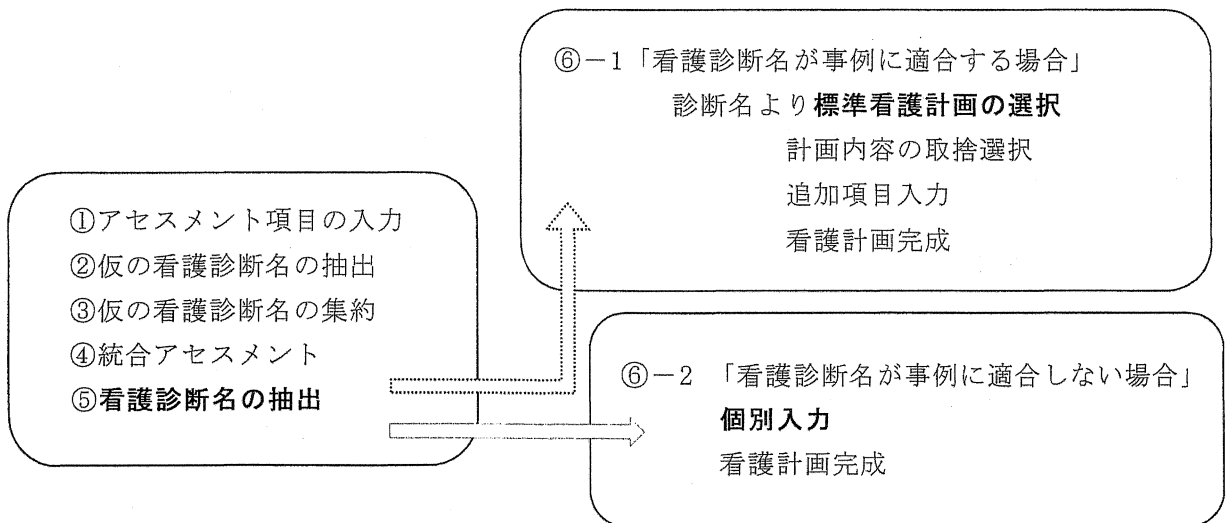 ①アセスメント項目の入力
②仮の看護診断名の抽出
③仮の看護診断名の集約
④統合アセスメント
⑤看護診断名の抽出
⑥－1「看護診断名が事例に適合する場合」
診断名より標準看護計画の選択
計画内容の取捨選択
追加項目入力
看護計画完成
⑥－2 「看護診断名が事例に適合しない場合」
個別入力
看護計画完成